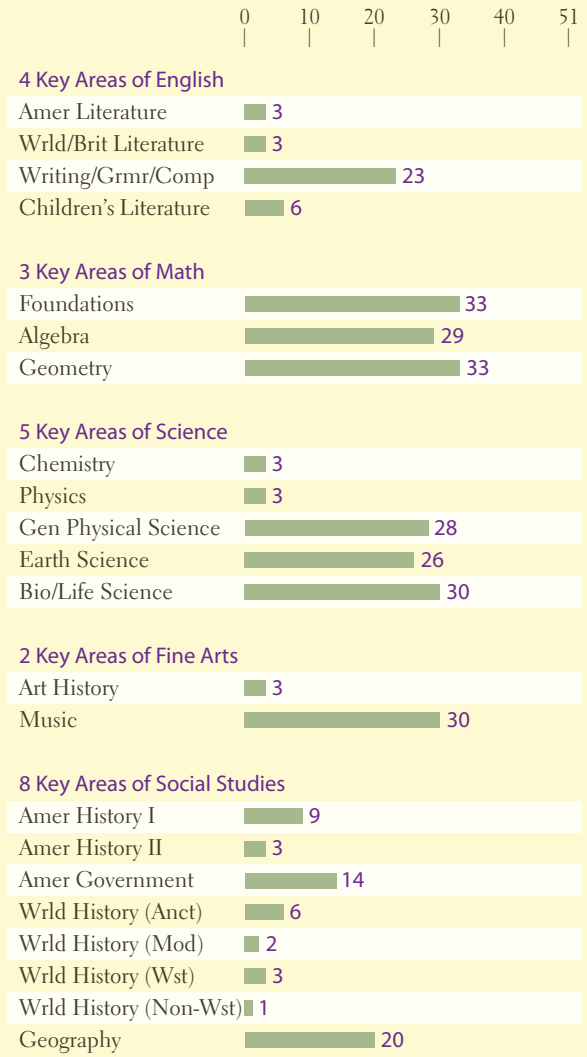 0 10 20 30 40 51
4 Key Areas of English
Amer Literature 3
Wrld/Brit Literature 3
Writing/Grmr/Comp 23
Children's Literature 6
3 Key Areas of Math
Foundations 33
Algebra 29
Geometry 33
5 Key Areas of Science
Chemistry 3
Physics 3
Gen Physical Science 28
Earth Science 26
Bio/Life Science 30
2 Key Areas of Fine Arts
Art History 3
Music 30
8 Key Areas of Social Studies
Amer History I 9
Amer History II 3
Amer Government 14
Wrld History (Anct) 6
Wrld History (Mod) 2
Wrld History (Wst) 3
Wrld History (Non-Wst) 1
Geography 20